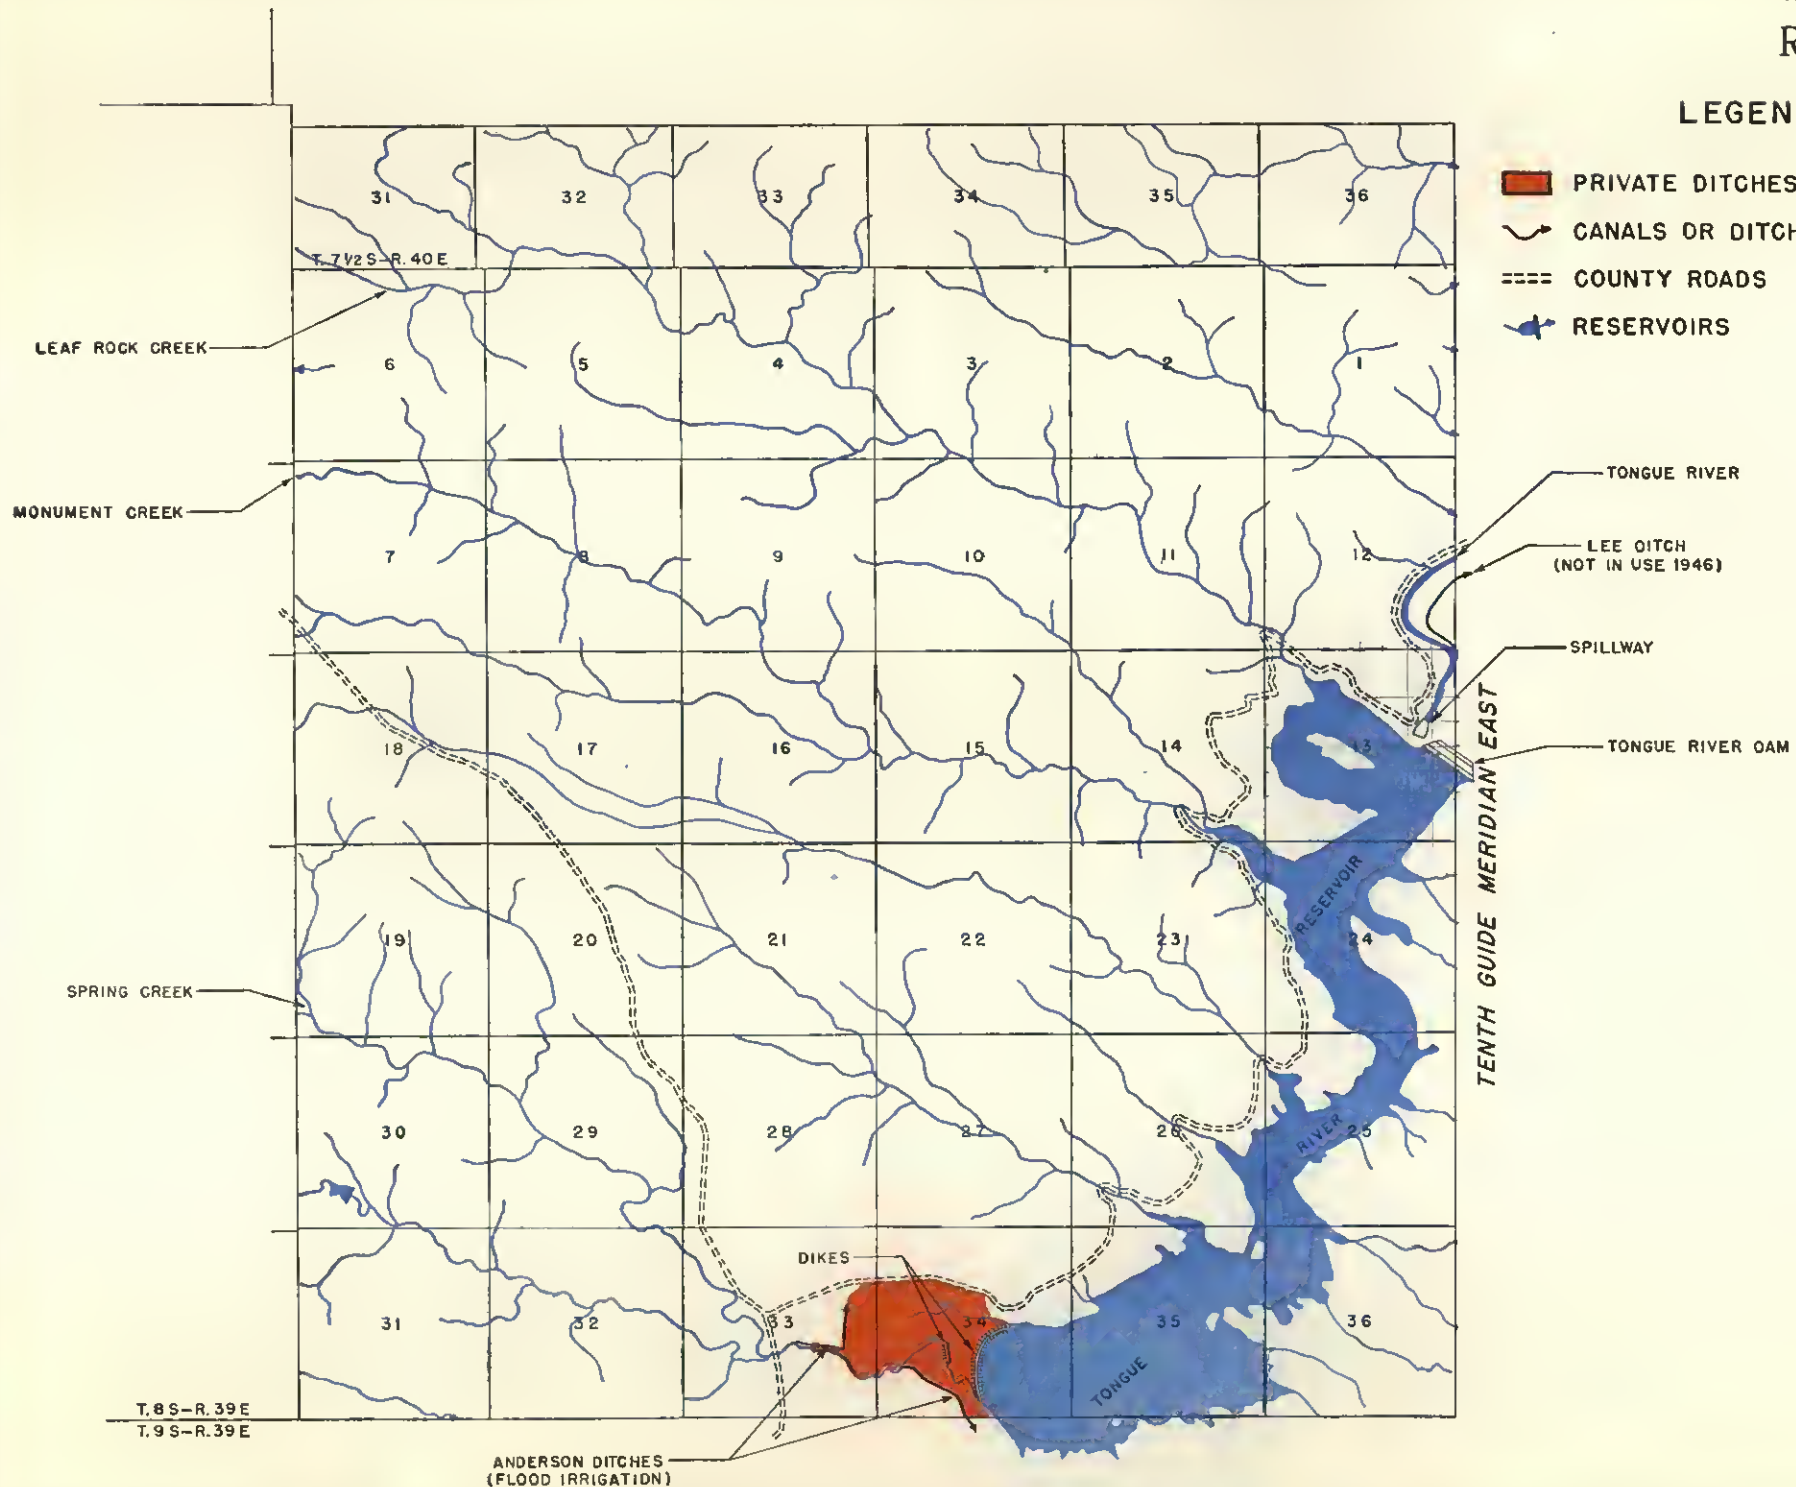 R
LEGEN
PRIVATE DITCHES
CANALS OR DITCH
COUNTY ROADS
RESERVOIRS
31 32 33 34 35 36
T. 7 1/2 S-R. 40 E
LEAF ROCK CREEK
6 5 4 3 2 1
MONUMENT CREEK
TONGUE RIVER
7 8 9 10 11 12
LEE DITCH
(NOT IN USE 1946)
SPILLWAY
18 17 16 15 14 13
TONGUE RIVER DAM
TENTH GUIDE MERIDIAN EAST
19 20 21 22 23 24
SPRING CREEK
30 29 28 27 26 25
TONGUE RIVER RESERVOIR
DIKES
31 32 33 34 35 36
T. 8 S-R. 39 E
T. 9 S-R. 39 E
ANDERSON DITCHES
(FLOOD IRRIGATION)